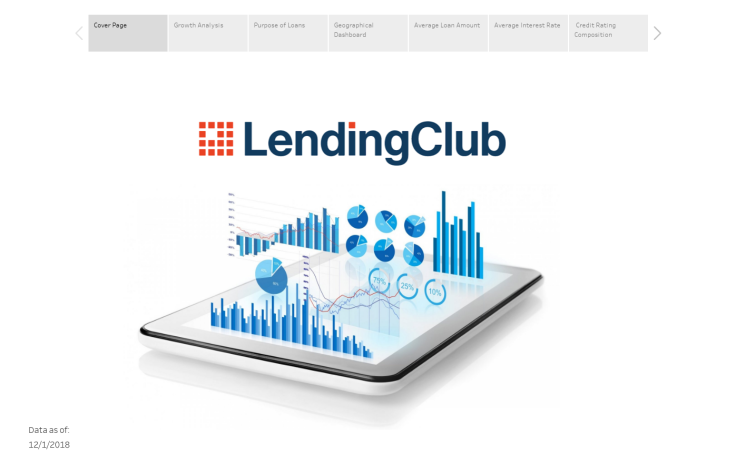 Cover Page
Growth Analysis
Purpose of Loans
Geographical
Dashboard
Average Loan Amount
Average Interest Rate
Credit Rating
Composition
LendingClub
75%
25%
10%
Data as of:
12/1/2018